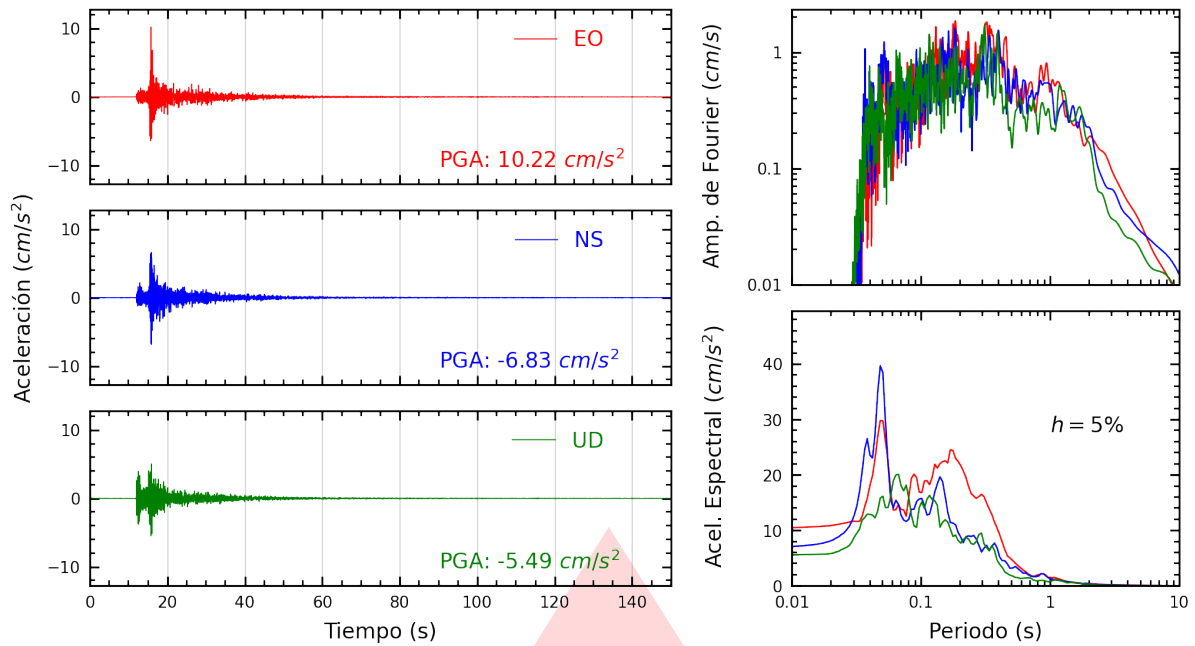 Aceleración (cm/s²)
10
0
−10
EO
PGA: 10.22 cm/s²
10
0
−10
NS
PGA: -6.83 cm/s²
10
0
−10
UD
PGA: -5.49 cm/s²
0 20 40 60 80 100 120 140
Tiempo (s)
Amp. de Fourier (cm/s)
1
0.1
0.01
Acel. Espectral (cm/s²)
40
30
20
10
0
h = 5%
0.01 0.1 1 10
Periodo (s)